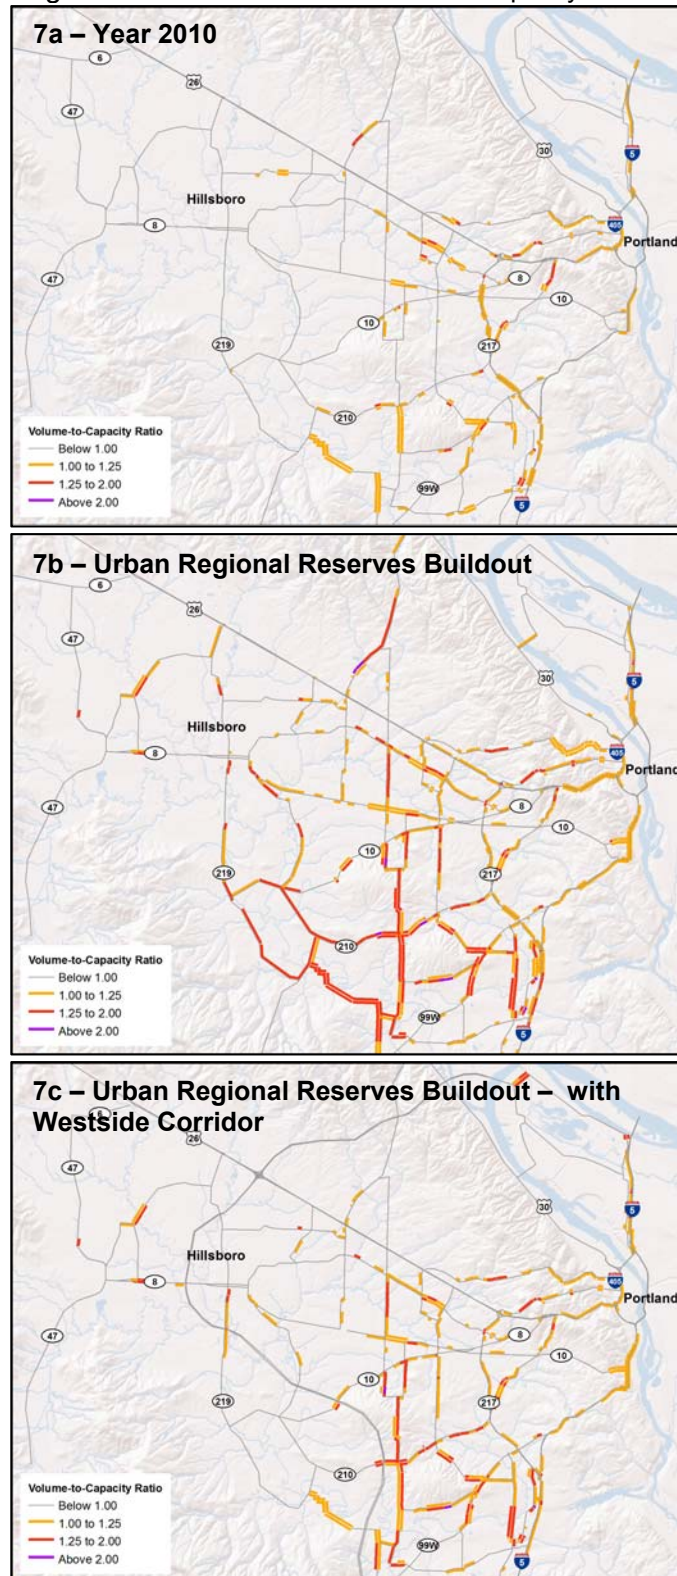 7a – Year 2010
6
26
47
30
5
Hillsboro
8
405
Portland
47
8
10
10
219
217
210
Volume-to-Capacity Ratio
Below 1.00
1.00 to 1.25
1.25 to 2.00
Above 2.00
99W
5
7b – Urban Regional Reserves Buildout
6
26
47
30
5
Hillsboro
8
405
Portland
47
8
10
10
219
217
210
Volume-to-Capacity Ratio
Below 1.00
1.00 to 1.25
1.25 to 2.00
Above 2.00
99W
5
7c – Urban Regional Reserves Buildout – with
Westside Corridor
6
26
47
30
5
Hillsboro
8
405
Portland
47
8
10
10
219
217
210
Volume-to-Capacity Ratio
Below 1.00
1.00 to 1.25
1.25 to 2.00
Above 2.00
99W
5